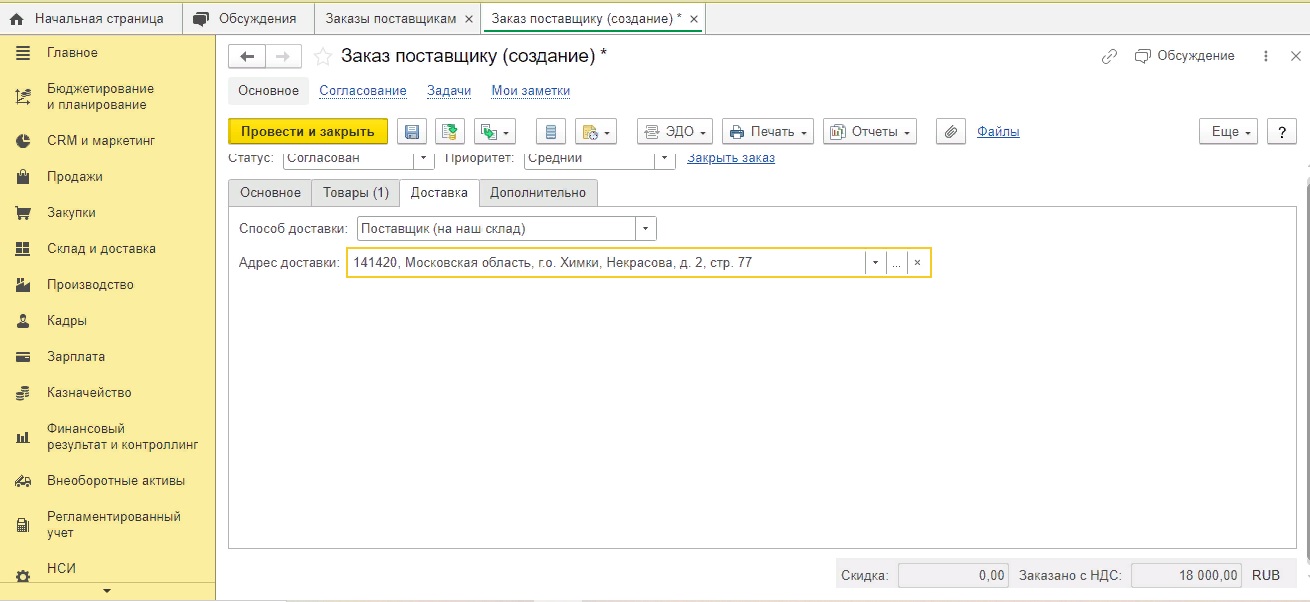 Начальная страница
Обсуждения
Заказы поставщикам ×
Заказ поставщику (создание) * ×
Главное
Бюджетирование
и планирование
CRM и маркетинг
Продажи
Закупки
Склад и доставка
Производство
Кадры
Зарплата
Казначейство
Финансовый
результат и контроллинг
Внеоборотные активы
Регламентированный
учет
НСИ
Заказ поставщику (создание) *
Обсуждение
Основное Согласование Задачи Мои заметки
Провести и закрыть ЭДО Печать Отчеты Файлы Еще ?
Статус: Согласован Приоритет: Средний Закрыть заказ
Основное Товары (1) Доставка Дополнительно
Способ доставки: Поставщик (на наш склад)
Адрес доставки: 141420, Московская область, г.о. Химки, Некрасова, д. 2, стр. 77 ... ×
Скидка: 0,00 Заказано с НДС: 18 000,00 RUB